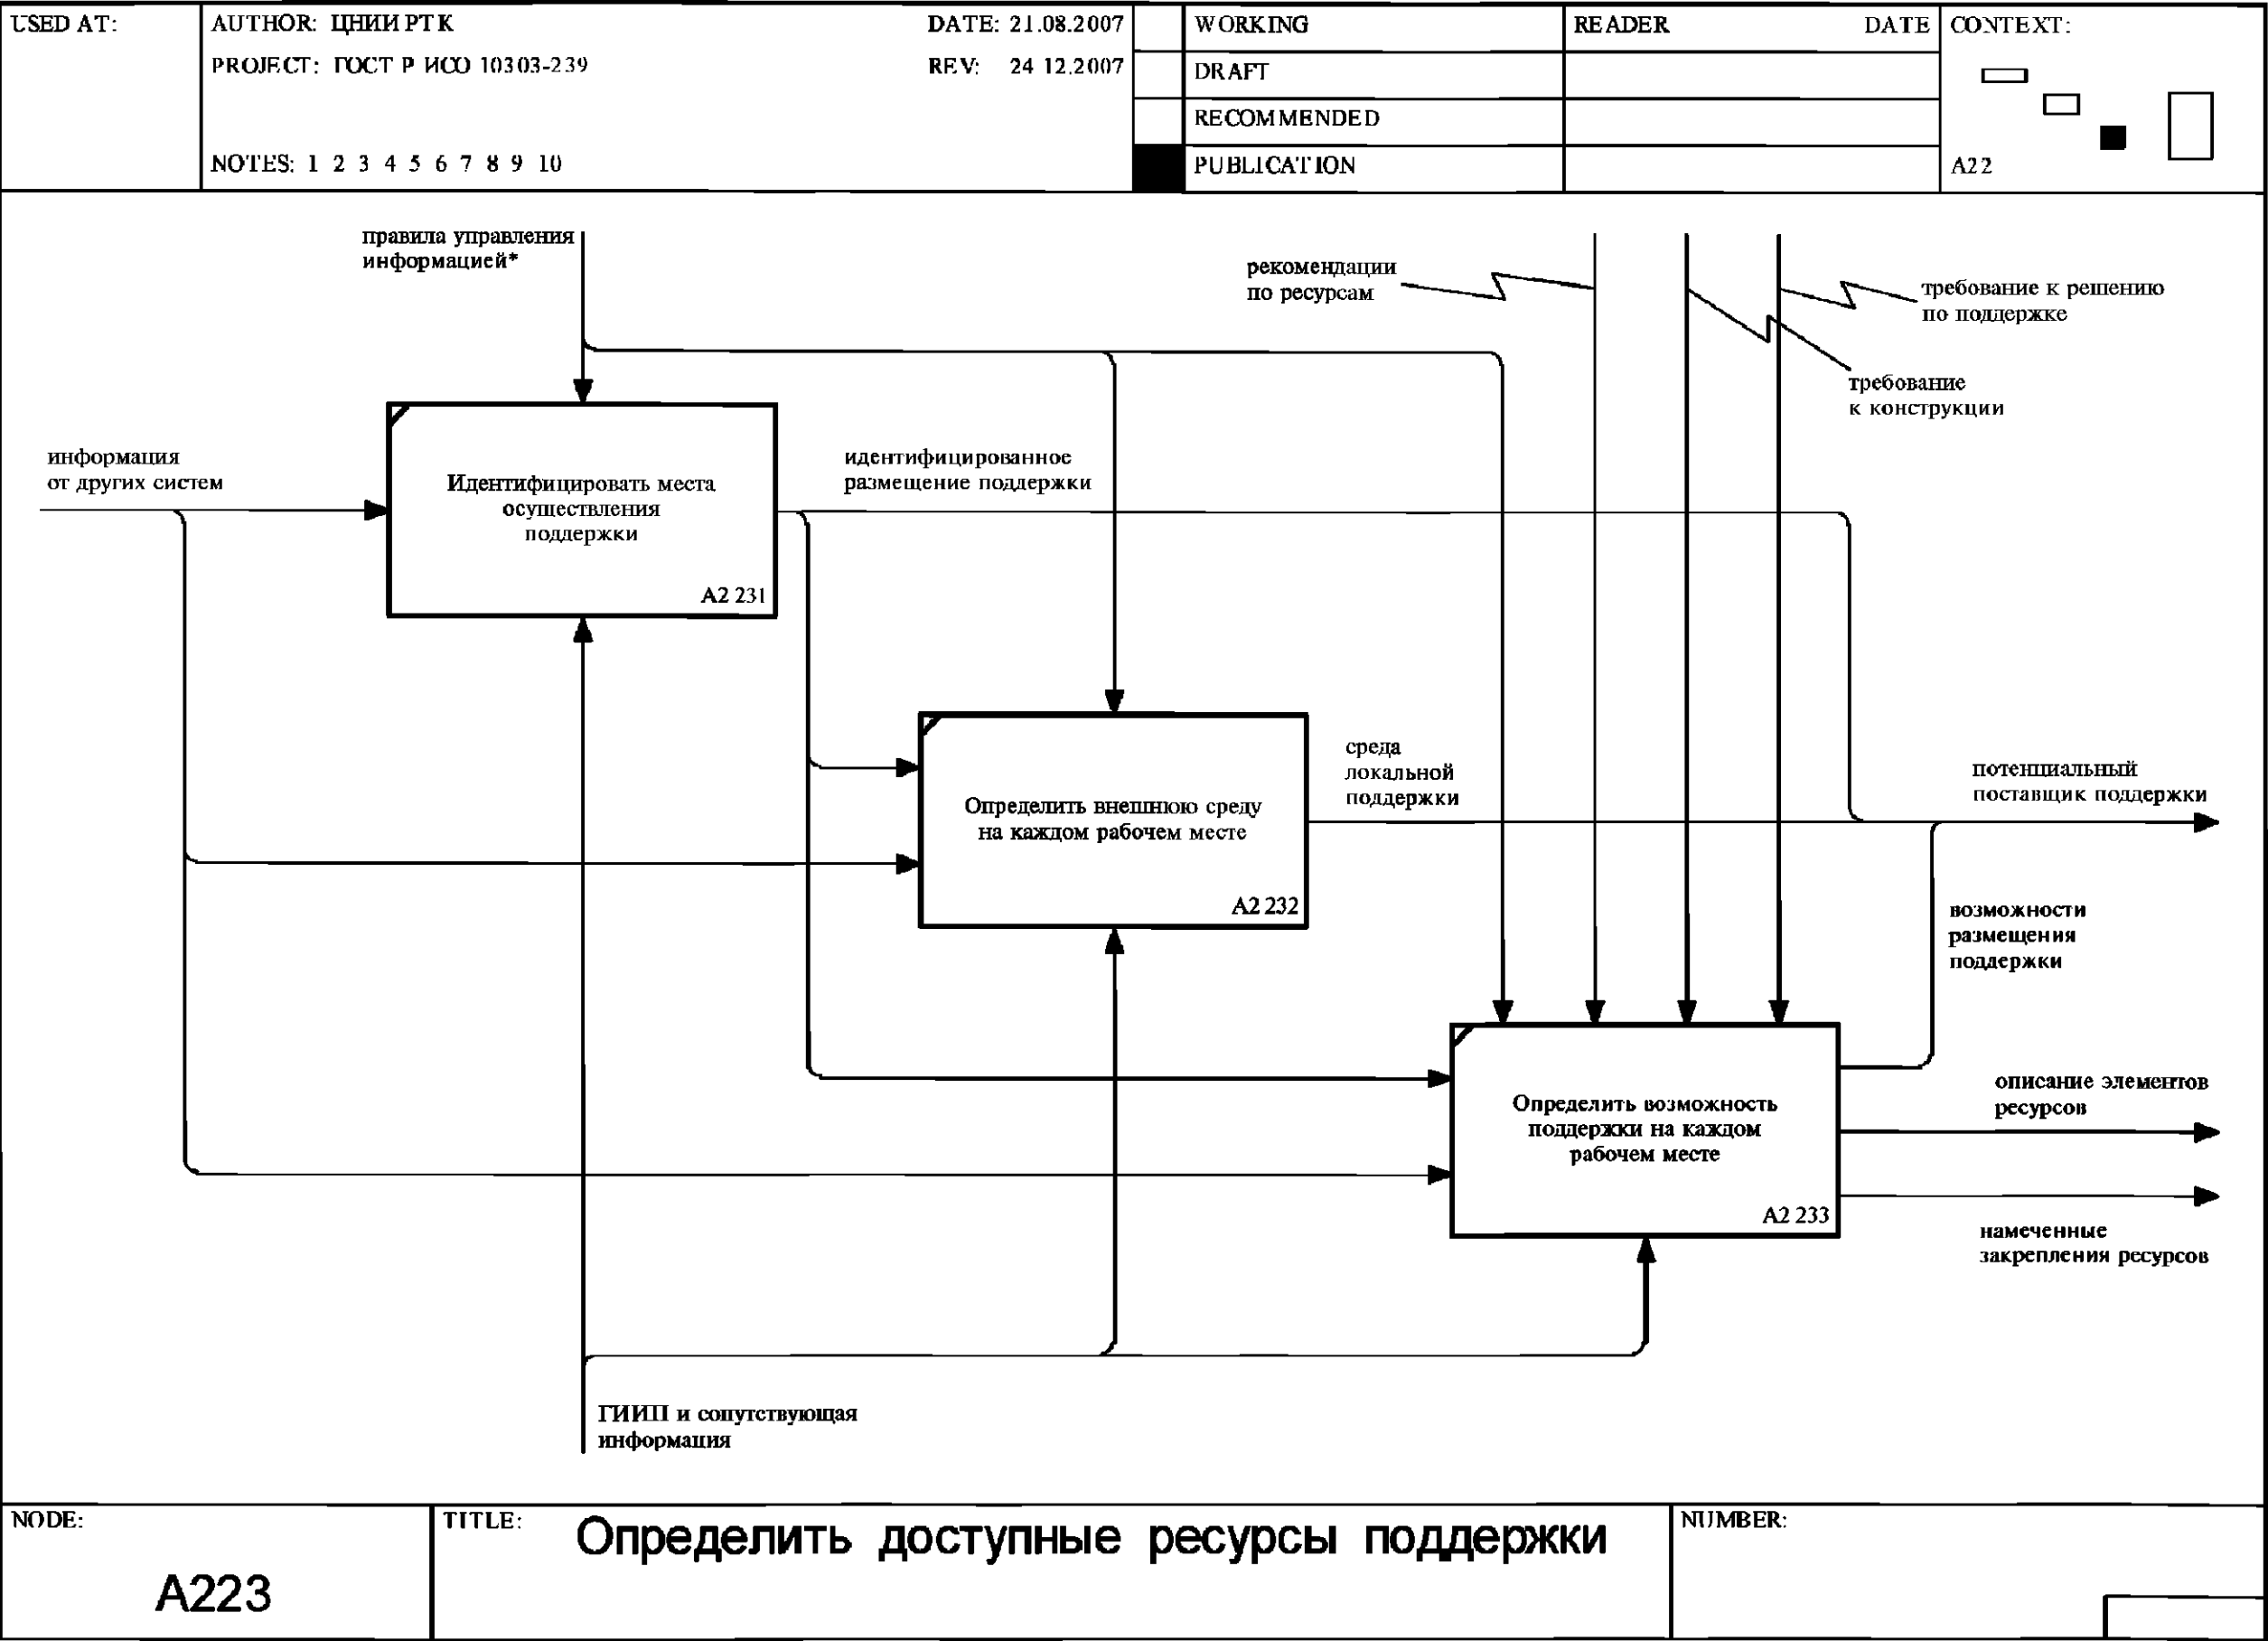 USED AT:
AUTHOR: ЦНИИ РТК
DATE: 21.08.2007
PROJECT: ГОСТ Р ИСО 10303-239
REV: 24 12.2007
NOTES: 1 2 3 4 5 6 7 8 9 10
WORKING
DRAFT
RECOMMENDED
PUBLICATION
READER DATE
CONTEXT:
A22
правила управления
информацией*
рекомендации
по ресурсам
требование к решению
по поддержке
требование
к конструкции
информация
от других систем
Идентифицировать места
осуществления
поддержки
А2 231
идентифицированное
размещение поддержки
Определить внешнюю среду
на каждом рабочем месте
А2 232
среда
локальной
поддержки
потенциальный
поставщик поддержки
возможности
размещения
поддержки
Определить возможность
поддержки на каждом
рабочем месте
А2 233
описание элементов
ресурсов
намеченные
закрепления ресурсов
ГИИП и сопутствующая
информация
NODE:
A223
TITLE:
Определить доступные ресурсы поддержки
NUMBER: